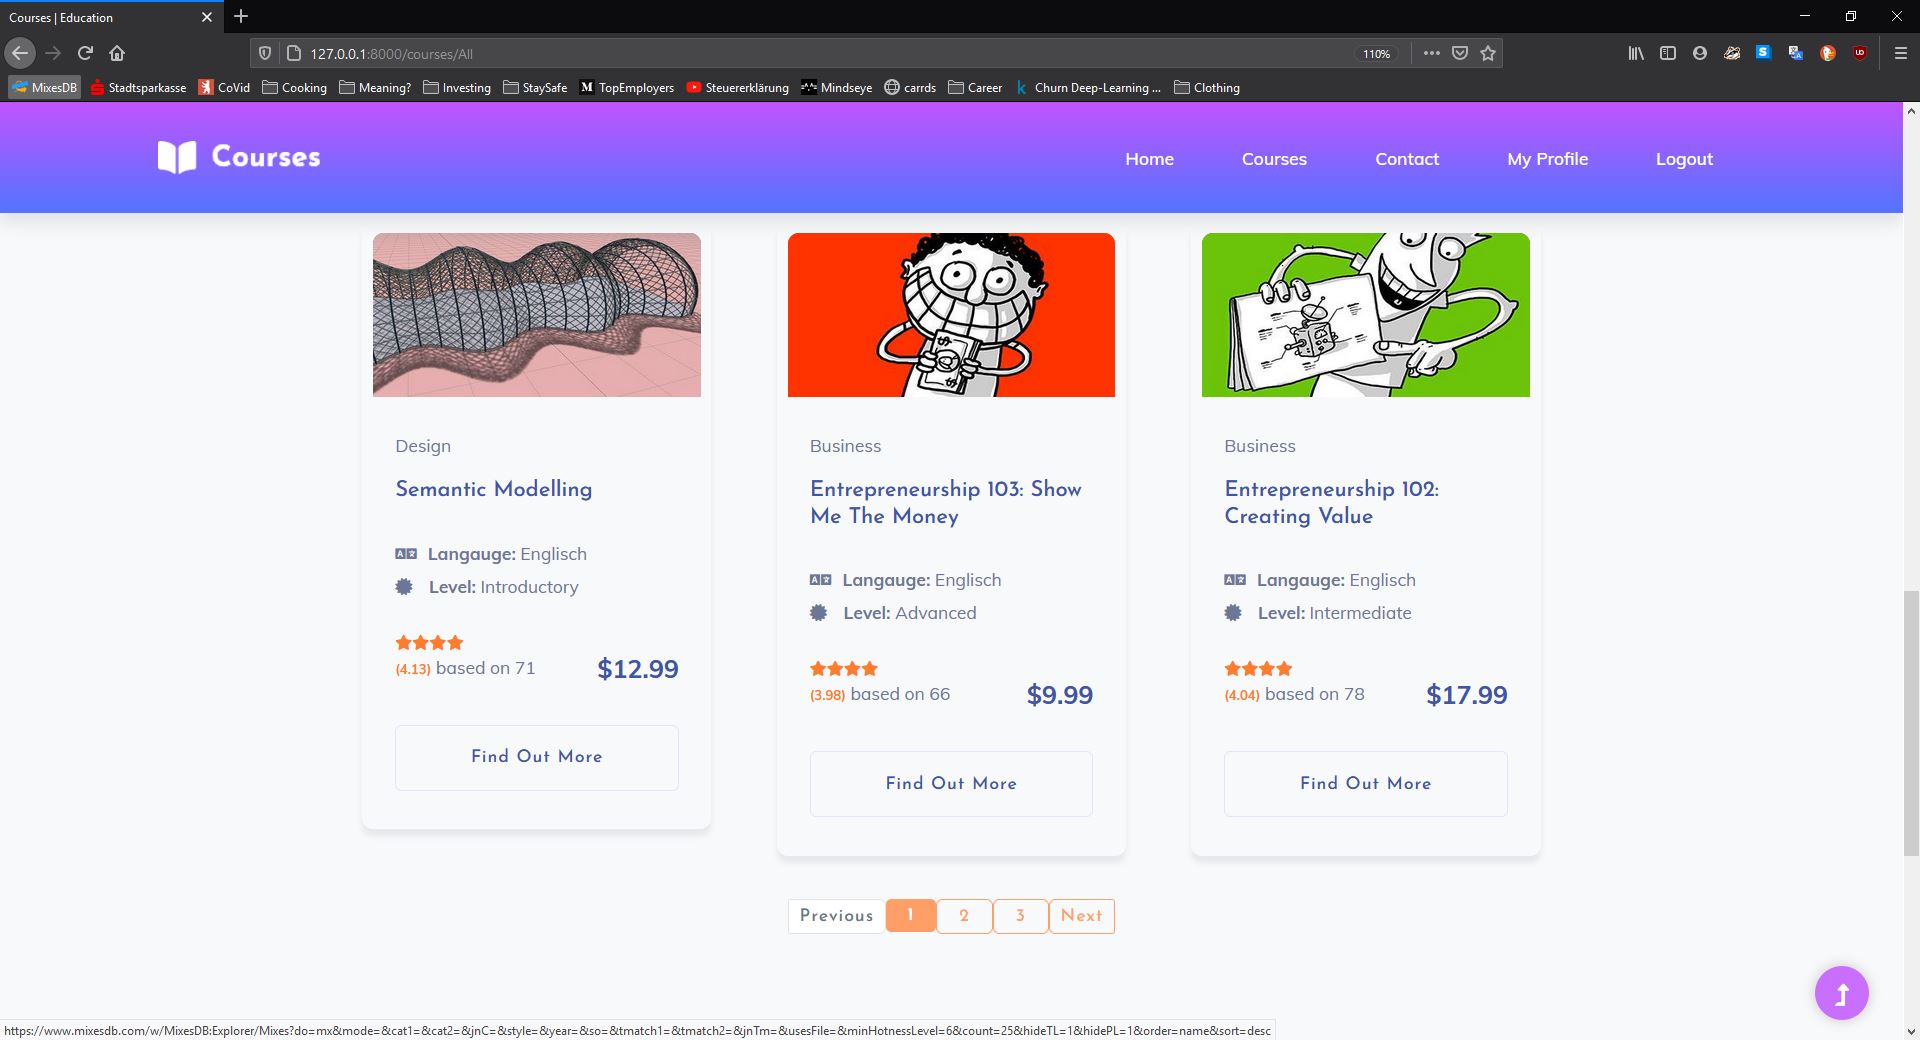 Courses | Education
127.0.0.1:8000/courses/All
110%
MixesDB
Stadtsparkasse
CoVid
Cooking
Meaning?
Investing
StaySafe
M TopEmployers
Steuererklärung
Mindseye
carrds
Career
k Churn Deep-Learning ...
Clothing
Courses
Home
Courses
Contact
My Profile
Logout
Design
Semantic Modelling
Langauge: Englisch
Level: Introductory
(4.13) based on 71
$12.99
Find Out More
Business
Entrepreneurship 103: Show
Me The Money
Langauge: Englisch
Level: Advanced
(3.98) based on 66
$9.99
Find Out More
Business
Entrepreneurship 102:
Creating Value
Langauge: Englisch
Level: Intermediate
(4.04) based on 78
$17.99
Find Out More
Previous 1 2 3 Next
https://www.mixesdb.com/w/MixesDB:Explorer/Mixes?do=mx&mode=&cat1=&cat2=&jnC=&style=&year=&so=&tmatch1=&tmatch2=&jnTm=&usesFile=&minHotnessLevel=6&count=25&hideTL=1&hidePL=1&order=name&sort=desc